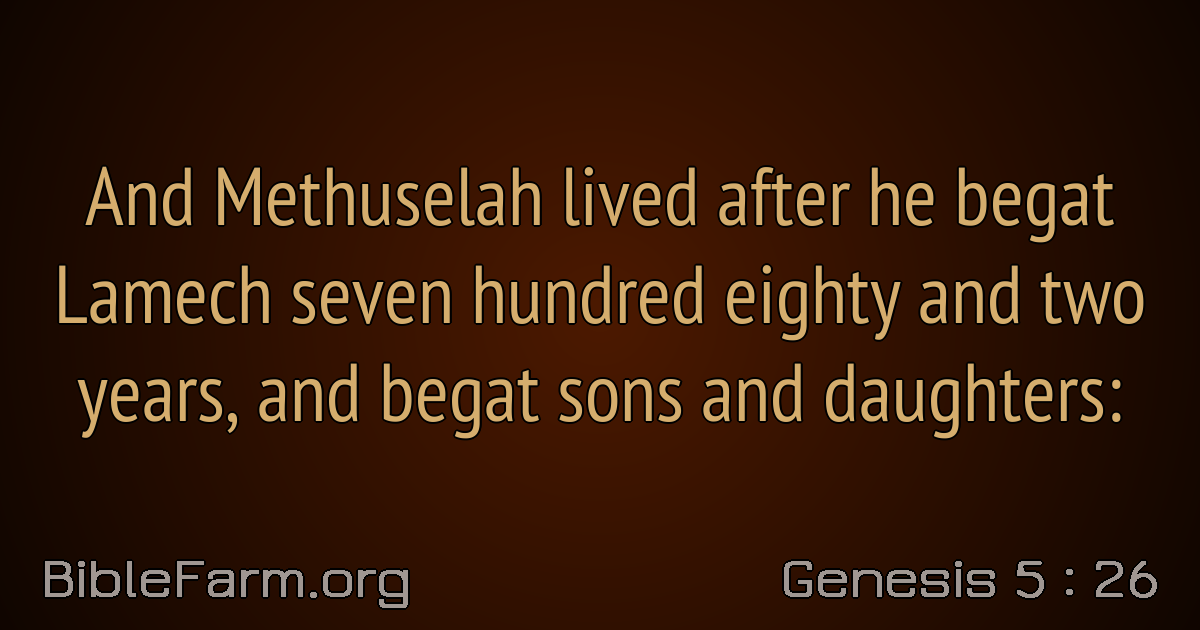 And Methuselah lived after he begat
Lamech seven hundred eighty and two
years, and begat sons and daughters:
BibleFarm.org
Genesis 5 : 26